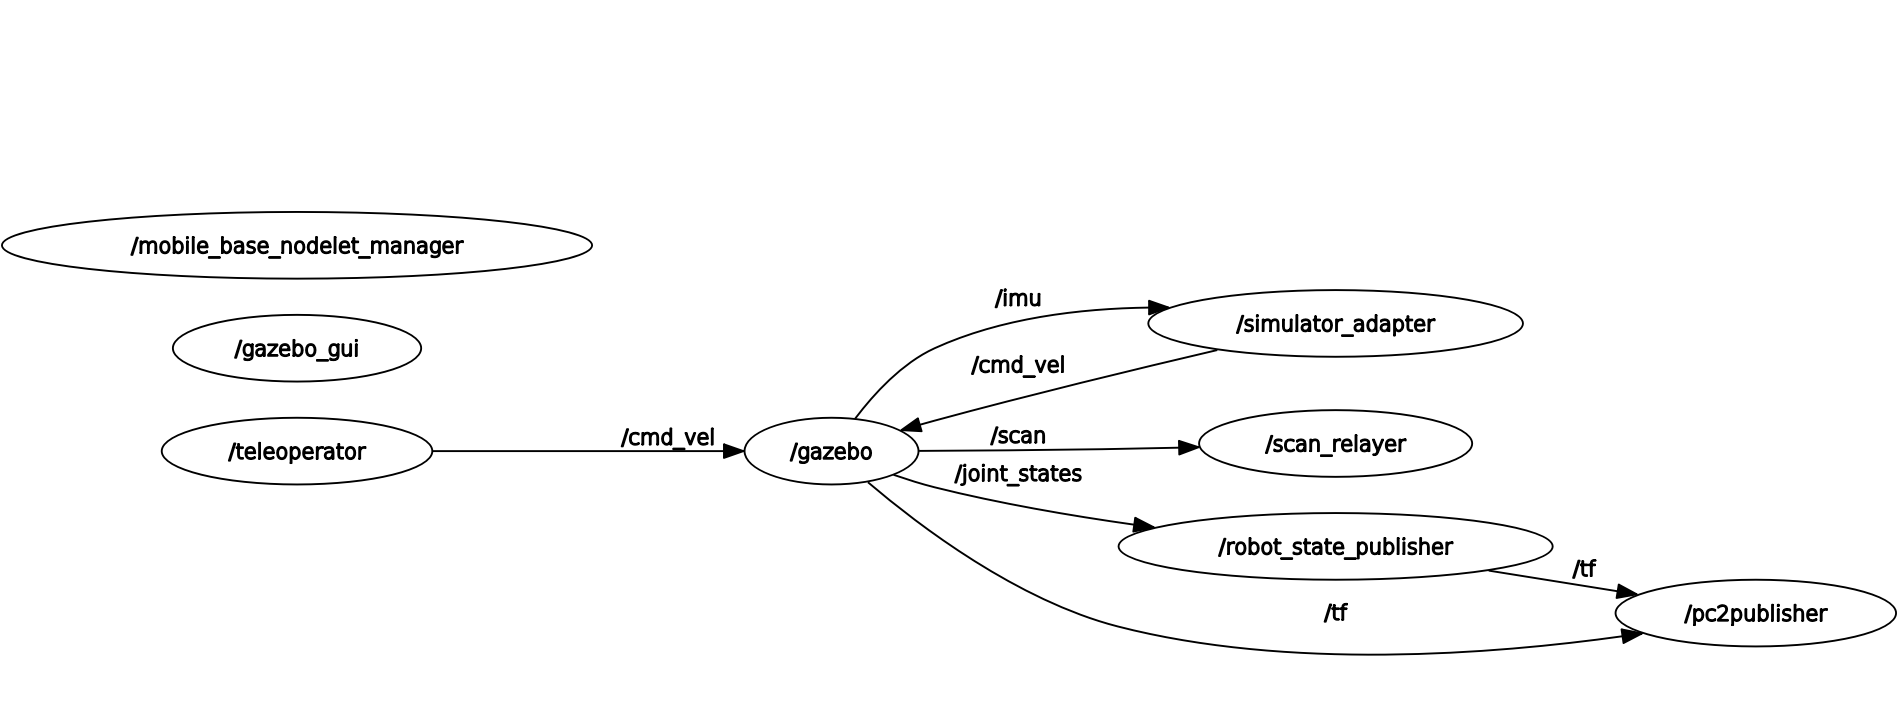 /mobile_base_nodelet_manager
/gazebo_gui
/teleoperator
/cmd_vel
/gazebo
/imu
/cmd_vel
/scan
/joint_states
/simulator_adapter
/scan_relayer
/robot_state_publisher
/tf
/tf
/pc2publisher